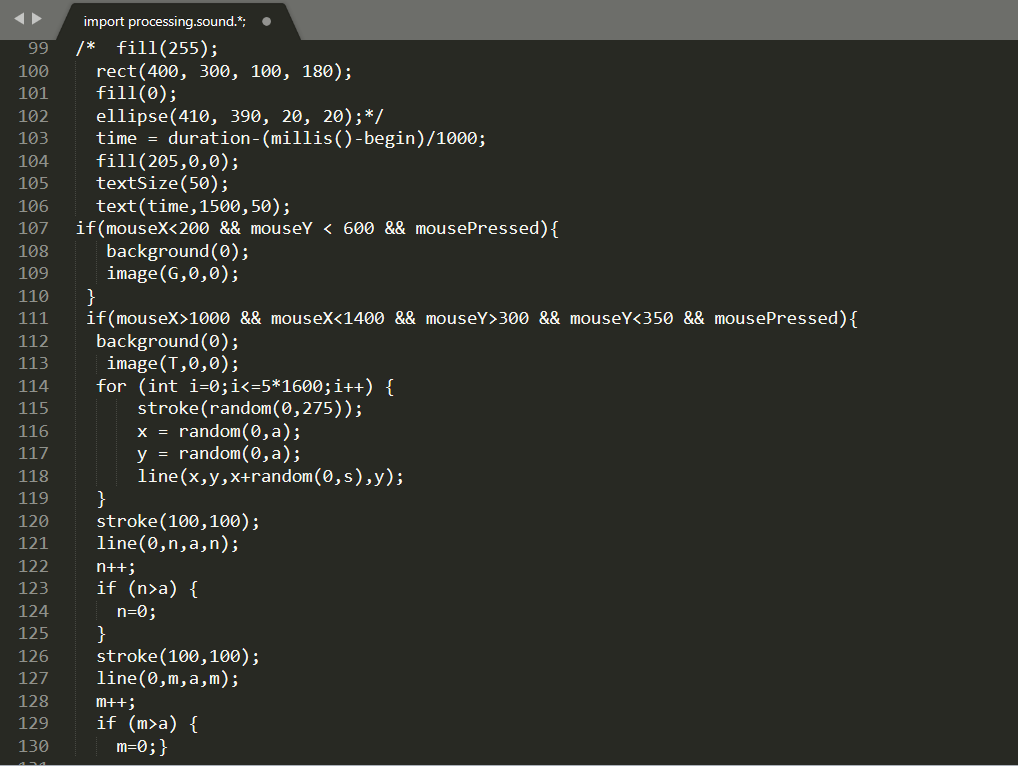 import processing.sound.*;
99 /*  fill(255);
100 rect(400, 300, 100, 180);
101 fill(0);
102 ellipse(410, 390, 20, 20);*/
103 time = duration-(millis()-begin)/1000;
104 fill(205,0,0);
105 textSize(50);
106 text(time,1500,50);
107 if(mouseX<200 && mouseY < 600 && mousePressed){
108 background(0);
109 image(G,0,0);
110 }
111 if(mouseX>1000 && mouseX<1400 && mouseY>300 && mouseY<350 && mousePressed){
112 background(0);
113 image(T,0,0);
114 for (int i=0;i<=5*1600;i++) {
115 stroke(random(0,275));
116 x = random(0,a);
117 y = random(0,a);
118 line(x,y,x+random(0,s),y);
119 }
120 stroke(100,100);
121 line(0,n,a,n);
122 n++;
123 if (n>a) {
124 n=0;
125 }
126 stroke(100,100);
127 line(0,m,a,m);
128 m++;
129 if (m>a) {
130 m=0;}